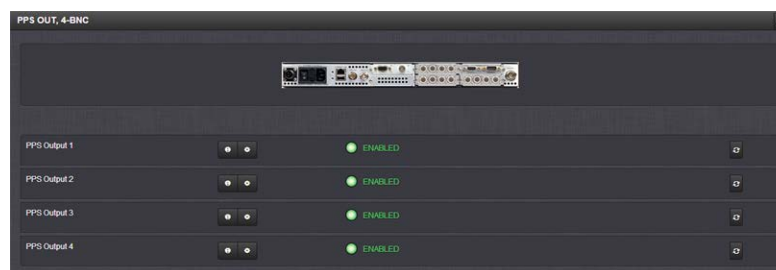 PPS OUT, 4-BNC
PPS Output 1
ENABLED
PPS Output 2
ENABLED
PPS Output 3
ENABLED
PPS Output 4
ENABLED